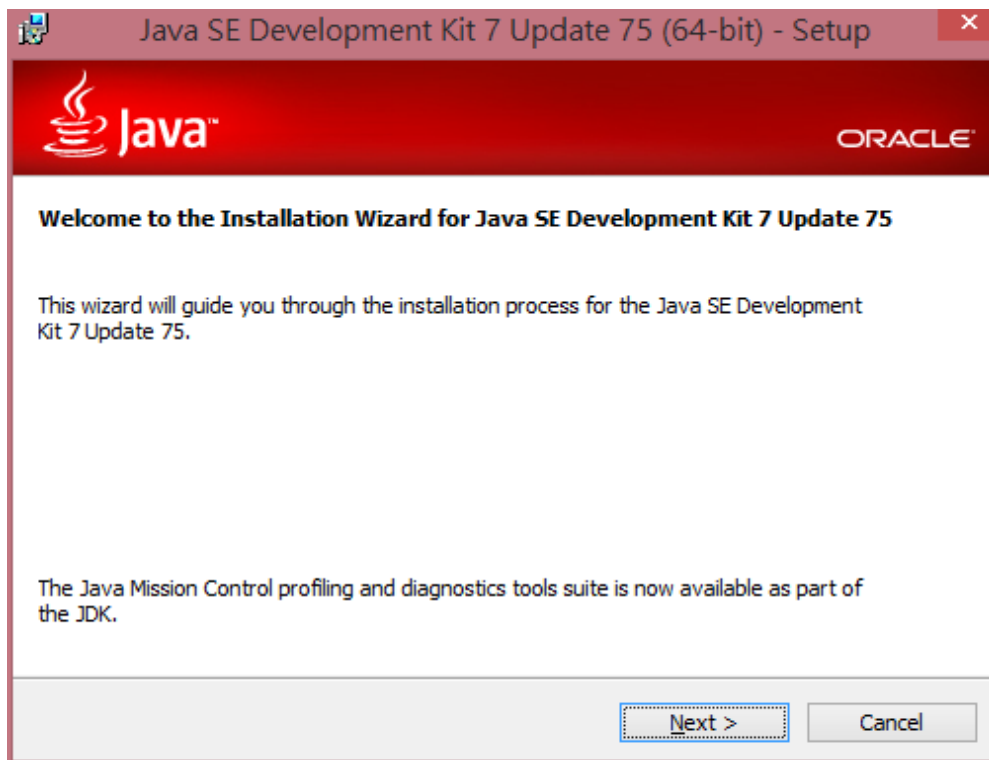 Java SE Development Kit 7 Update 75 (64-bit) - Setup
Java™
ORACLE®
Welcome to the Installation Wizard for Java SE Development Kit 7 Update 75
This wizard will guide you through the installation process for the Java SE Development
Kit 7 Update 75.
The Java Mission Control profiling and diagnostics tools suite is now available as part of
the JDK.
Next >
Cancel